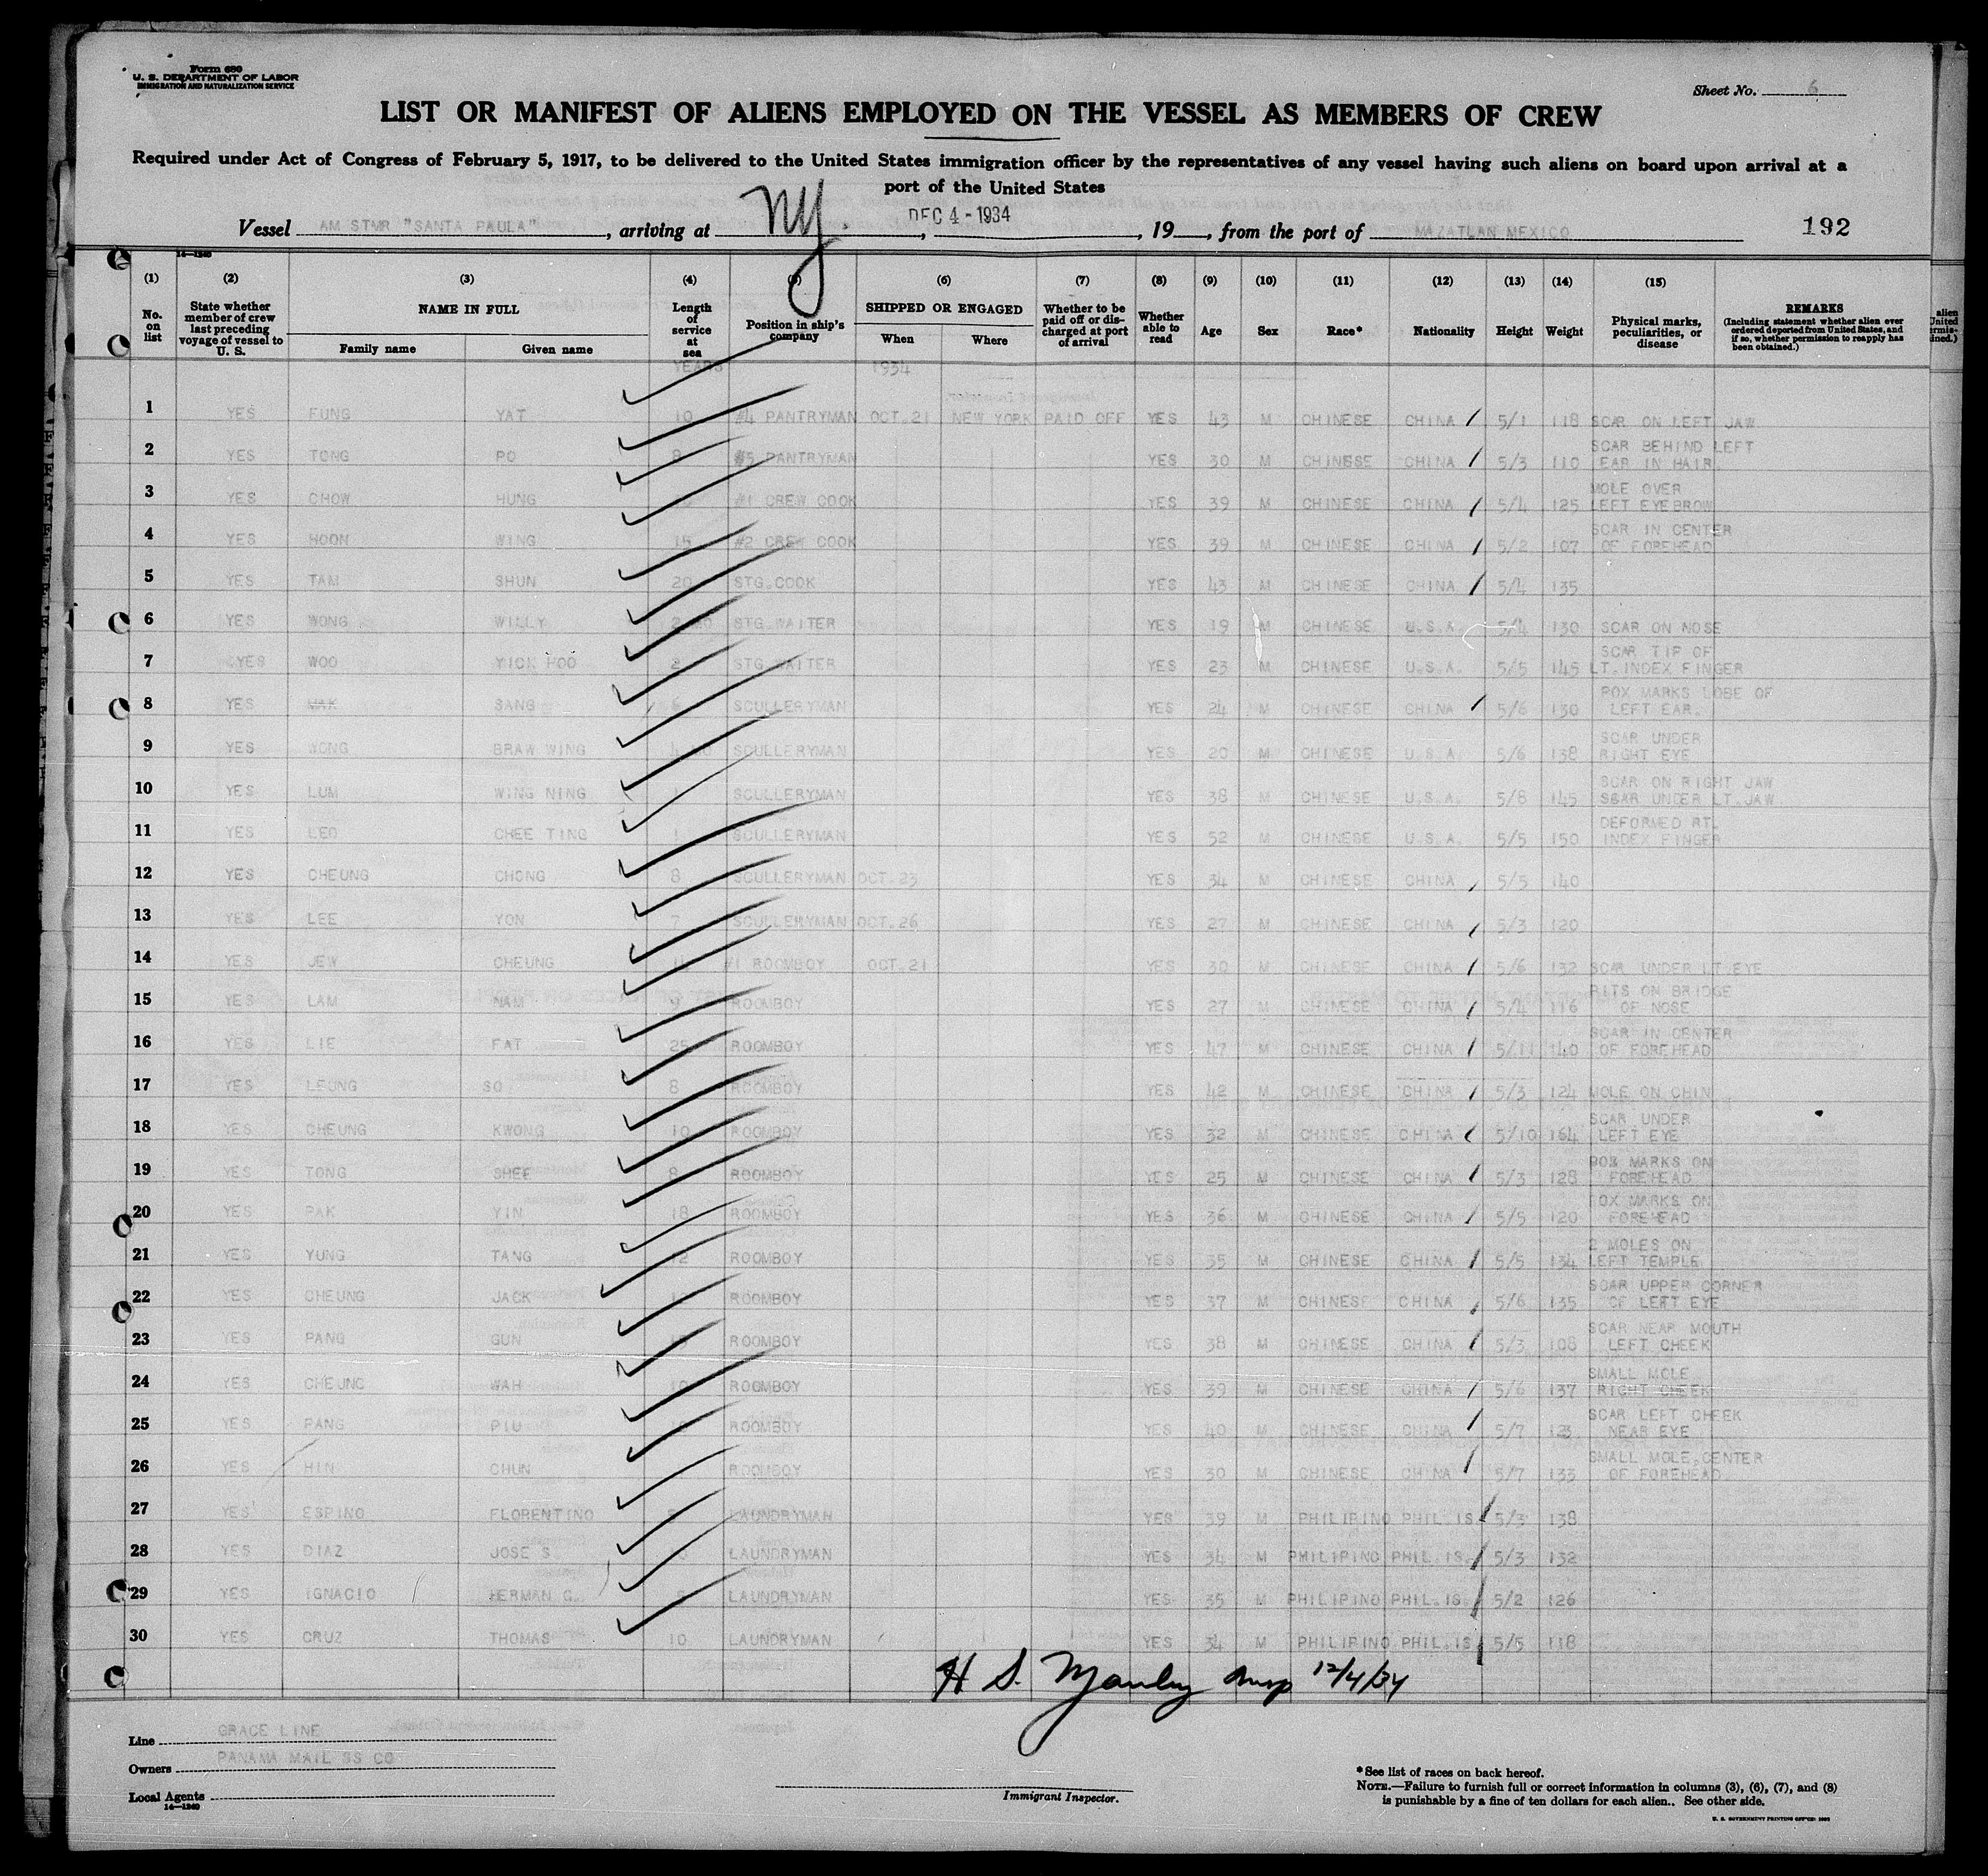 Form 680
U. S. DEPARTMENT OF LABOR
IMMIGRATION AND NATURALIZATION SERVICE
Sheet No. 6
LIST OR MANIFEST OF ALIENS EMPLOYED ON THE VESSEL AS MEMBERS OF CREW
Required under Act of Congress of February 5, 1917, to be delivered to the United States immigration officer by the representatives of any vessel having such aliens on board upon arrival at a
port of the United States
Vessel AM STMR "SANTA PAULA", arriving at NY., DEC 4 - 1934, 19, from the port of MAZATLAN MEXICO 192
14-1240
(1) (2) (3) (4) (5) (6) (7) (8) (9) (10) (11) (12) (13) (14) (15)
No. on list State whether member of crew last preceding voyage of vessel to U. S. NAME IN FULL Family name Given name Length of service at sea Position in ship's company SHIPPED OR ENGAGED When Where Whether to be paid off or discharged at port of arrival Whether able to read Age Sex Race* Nationality Height Weight Physical marks, peculiarities, or disease REMARKS (Including statement whether alien ever ordered deported from United States, and if so, whether permission to reapply has been obtained.)
YEARS 1934
1 YES FUNG YAT 10 #4 PANTRYMAN OCT.21 NEW YORK PAID OFF YES 43 M CHINESE CHINA 5/1 118 SCAR ON LEFT JAW
2 YES TONG PO 8 #5 PANTRYMAN YES 30 M CHINESE CHINA 5/3 110 SCAR BEHIND LEFT EAR IN HAIR.
3 YES CHOW HUNG #1 CREW COOK YES 39 M CHINESE CHINA 5/4 125 MOLE OVER LEFT EYEBROW
4 YES HOON WING 15 #2 CREW COOK YES 39 M CHINESE CHINA 5/2 107 SCAR IN CENTER OF FOREHEAD
5 YES TAM SHUN 20 STG.COOK YES 43 M CHINESE CHINA 5/4 135
6 YES WONG WILLY STG.WAITER YES 19 M CHINESE U.S.A. 5/4 130 SCAR ON NOSE
7 YES WOO YICK HOO 2 STG.WAITER YES 23 M CHINESE U.S.A. 5/5 145 SCAR TIP OF LT.INDEX FINGER
8 YES MAK SANG 6 SCULLERYMAN YES 24 M CHINESE CHINA 5/6 130 POX MARKS LOBE OF LEFT EAR.
9 YES WONG BRAW WING SCULLERYMAN YES 20 M CHINESE U.S.A. 5/6 138 SCAR UNDER RIGHT EYE
10 YES LUM WING NING SCULLERYMAN YES 38 M CHINESE U.S.A. 5/8 145 SCAR ON RIGHT JAW SCAR UNDER LT.JAW
11 YES LEO CHEE TING SCULLERYMAN YES 52 M CHINESE U.S.A. 5/5 150 DEFORMED RT. INDEX FINGER
12 YES CHEUNG CHONG 8 SCULLERYMAN OCT.23 YES 34 M CHINESE CHINA 5/5 140
13 YES LEE YON 7 SCULLERYMAN OCT.26 YES 27 M CHINESE CHINA 5/3 120
14 YES JEW CHEUNG #1 ROOMBOY OCT.21 YES 30 M CHINESE CHINA 5/6 132 SCAR UNDER LT EYE
15 YES LAM NAM 9 ROOMBOY YES 27 M CHINESE CHINA 5/4 116 PITS ON BRIDGE OF NOSE
16 YES LIE FAT 25 ROOMBOY YES 47 M CHINESE CHINA 5/11 140 SCAR IN CENTER OF FOREHEAD
17 YES LEUNG SO 8 ROOMBOY YES 42 M CHINESE CHINA 5/3 124 MOLE ON CHIN
18 YES CHEUNG KWONG 10 ROOMBOY YES 32 M CHINESE CHINA 5/10 164 SCAR UNDER LEFT EYE
19 YES TONG SHEE 8 ROOMBOY YES 25 M CHINESE CHINA 5/3 128 POX MARKS ON FOREHEAD
20 YES PAK YIN 18 ROOMBOY YES 36 M CHINESE CHINA 5/5 120 POX MARKS ON FOREHEAD
21 YES YUNG TANG 12 ROOMBOY YES 35 M CHINESE CHINA 5/5 134 2 MOLES ON LEFT TEMPLE
22 YES CHEUNG JACK ROOMBOY YES 37 M CHINESE CHINA 5/6 135 SCAR UPPER CORNER OF LEFT EYE
23 YES PANG GUN ROOMBOY YES 38 M CHINESE CHINA 5/3 108 SCAR NEAR MOUTH LEFT CHEEK
24 YES CHEUNG WAH ROOMBOY YES 39 M CHINESE CHINA 5/6 137 SMALL MOLE RIGHT CHEEK
25 YES PANG PIU ROOMBOY YES 40 M CHINESE CHINA 5/7 123 SCAR LEFT CHEEK NEAR EYE
26 YES HIN CHUN ROOMBOY YES 30 M CHINESE CHINA 5/7 133 SMALL MOLE,CENTER OF FOREHEAD
27 YES ESPINO FLORENTINO LAUNDRYMAN YES 39 M PHILIPINO PHIL.IS. 5/3 138
28 YES DIAZ JOSE S LAUNDRYMAN YES 34 M PHILIPINO PHIL.IS. 5/3 132
29 YES IGNACIO HERMAN G. LAUNDRYMAN YES 35 M PHILIPINO PHIL.IS 5/2 126
30 YES CRUZ THOMAS 10 LAUNDRYMAN YES 34 M PHILIPINO PHIL.IS 5/5 118
H S. Manley Insp 12/4/34
Line GRACE LINE
Owners PANAMA MAIL SS CO
Local Agents
14-1240
Immigrant Inspector.
*See list of races on back hereof.
NOTE.—Failure to furnish full or correct information in columns (3), (6), (7), and (8)
is punishable by a fine of ten dollars for each alien.. See other side.